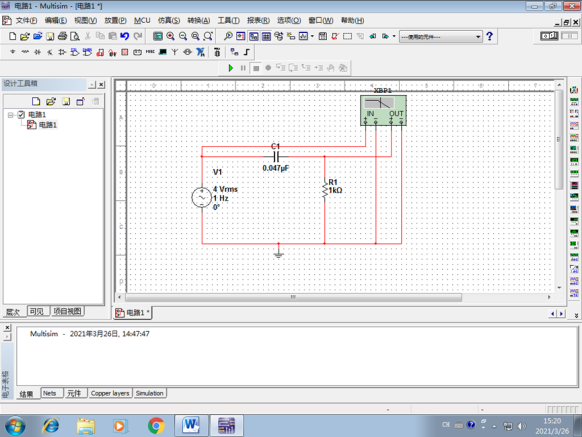 电路1 - Multisim - [电路1 *]
文件(F) 编辑(E) 视图(V) 放置(P) MCU 仿真(S) 转换(A) 工具(T) 报表(R) 选项(O) 窗口(W) 帮助(H)
---使用的元件---
设计工具箱
电路1
电路1
XBP1
IN OUT
C1
0.047µF
V1
4 Vrms
1 Hz
0°
R1
1kΩ
层次 可见 项目视图
电路1 *
Multisim - 2021年3月26日, 14:47:47
电子表格
结果 Nets 元件 Copper layers Simulation
CH
15:20
2021/3/26